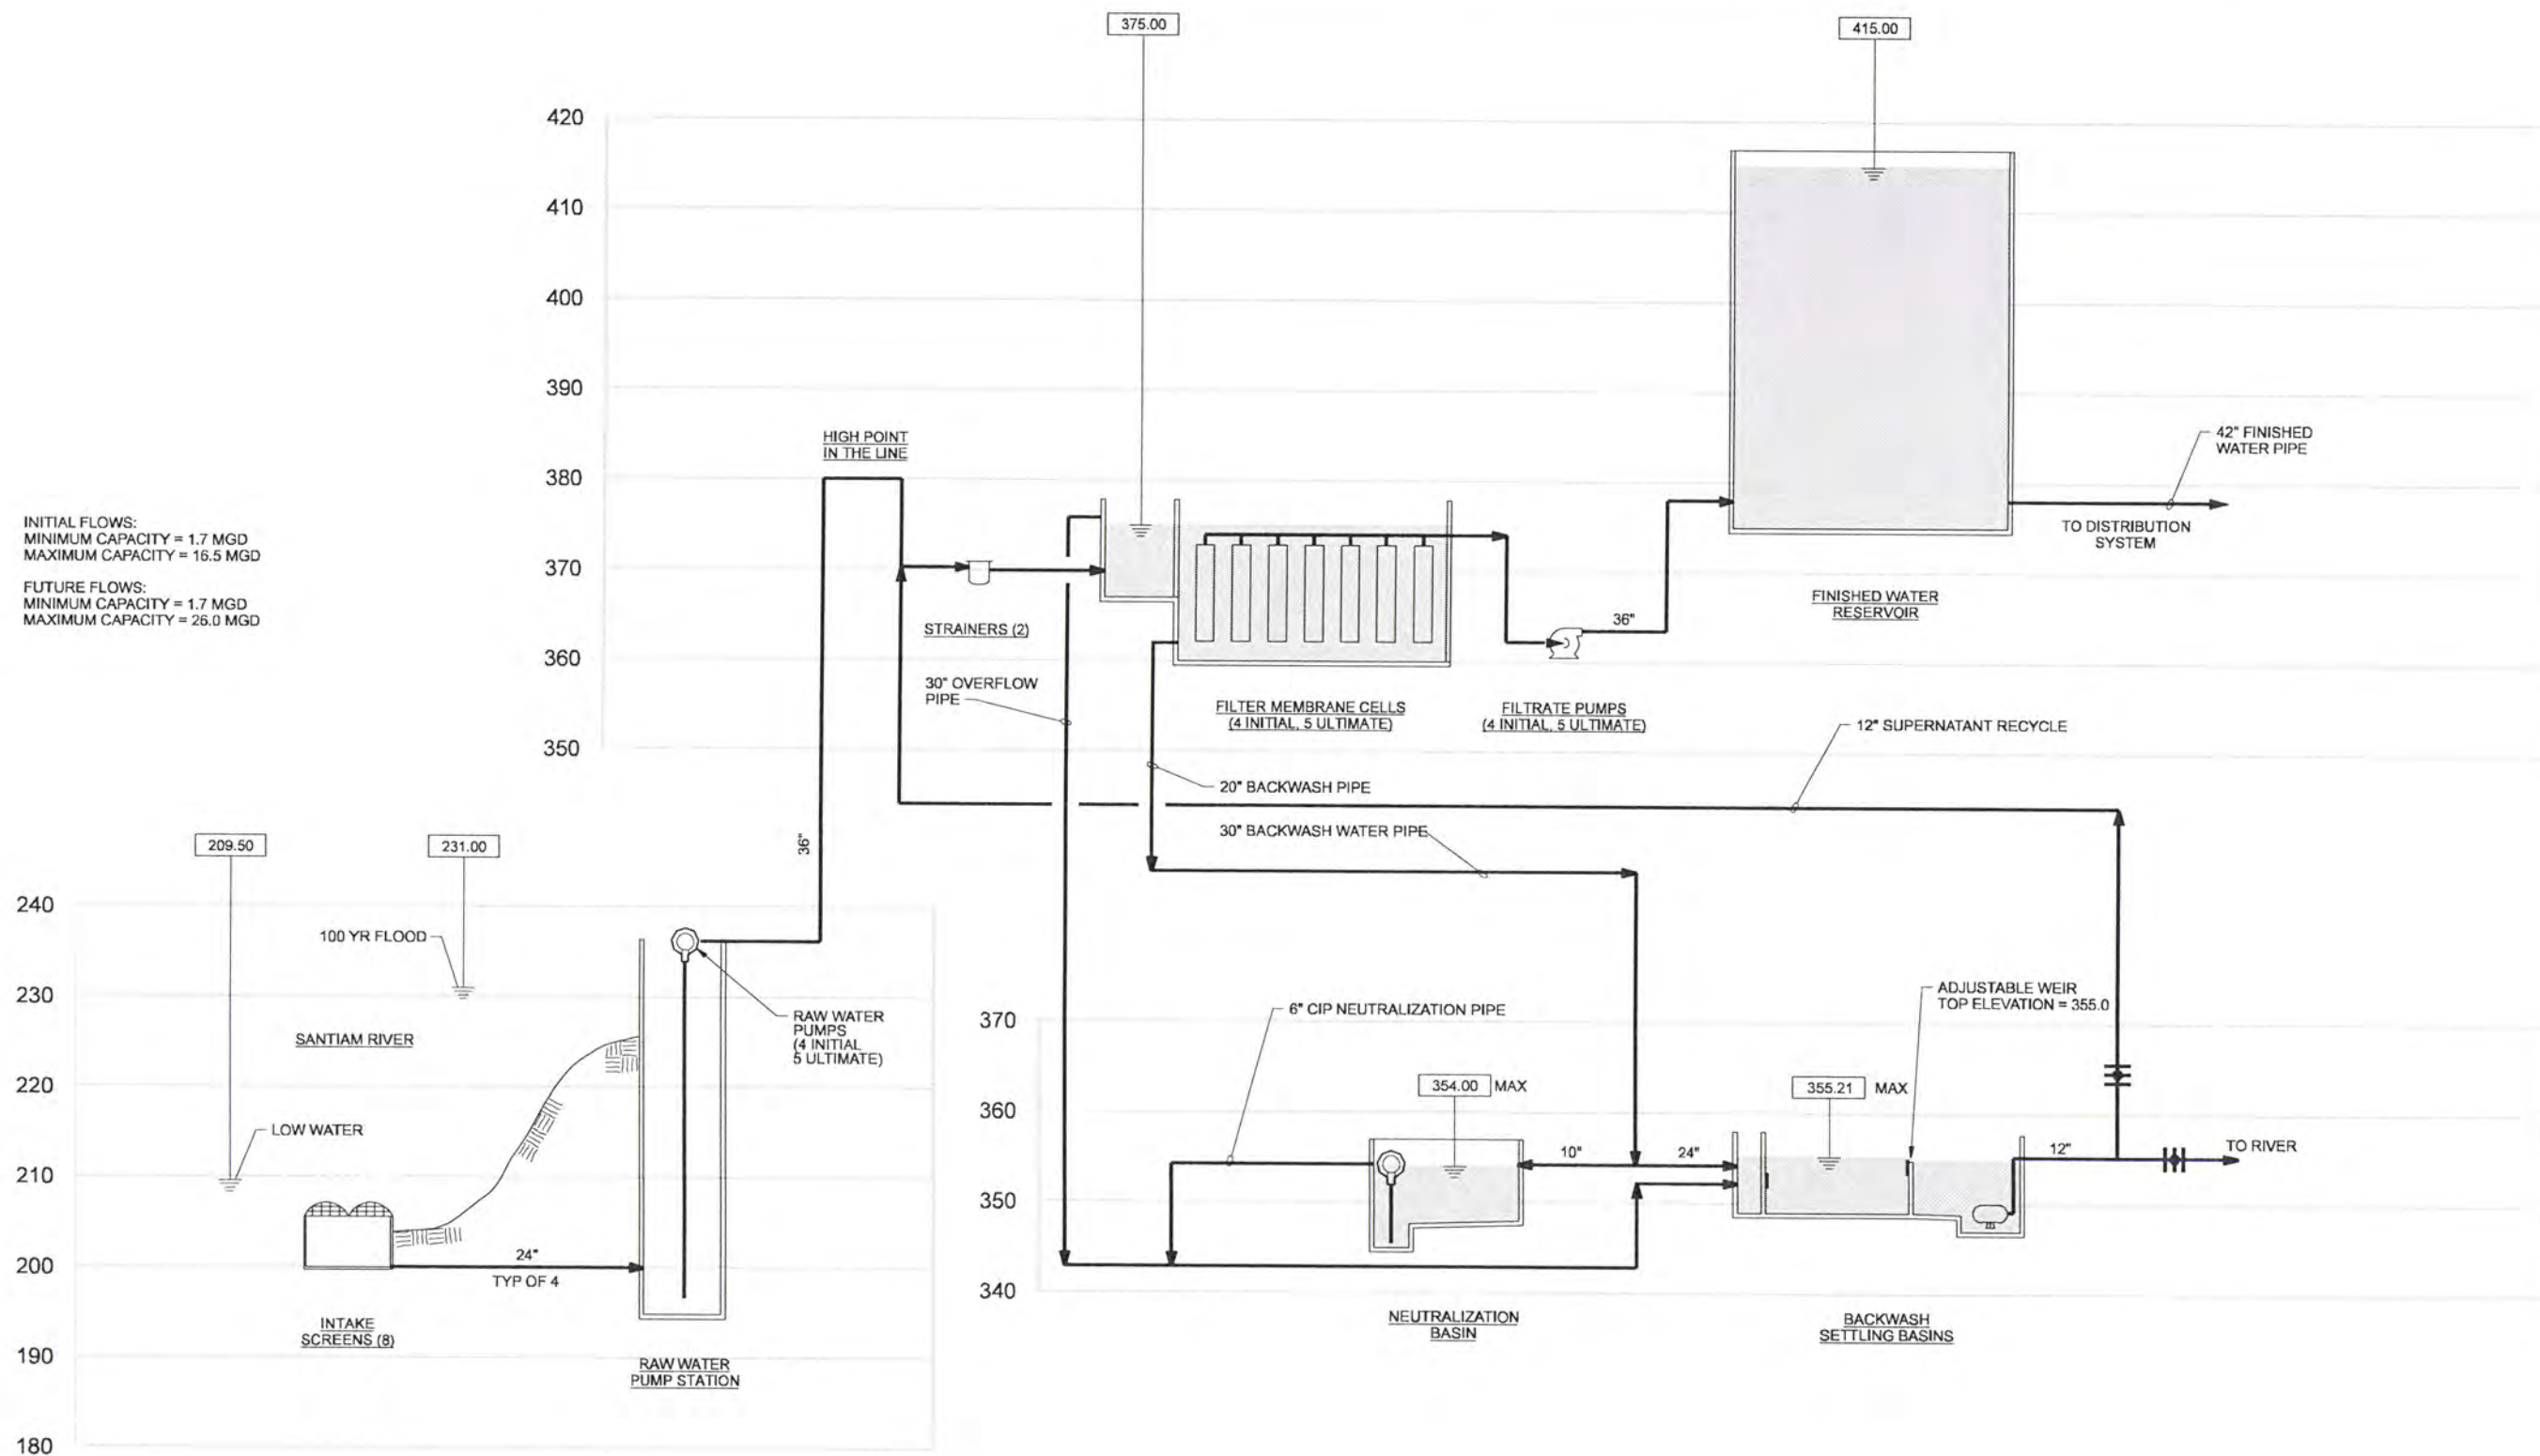 375.00
415.00
420
410
400
390
380
370
360
350
HIGH POINT
IN THE LINE
INITIAL FLOWS:
MINIMUM CAPACITY = 1.7 MGD
MAXIMUM CAPACITY = 16.5 MGD
FUTURE FLOWS:
MINIMUM CAPACITY = 1.7 MGD
MAXIMUM CAPACITY = 26.0 MGD
STRAINERS (2)
30" OVERFLOW
PIPE
FILTER MEMBRANE CELLS
(4 INITIAL, 5 ULTIMATE)
36"
FILTRATE PUMPS
(4 INITIAL, 5 ULTIMATE)
FINISHED WATER
RESERVOIR
42" FINISHED
WATER PIPE
TO DISTRIBUTION
SYSTEM
12" SUPERNATANT RECYCLE
20" BACKWASH PIPE
30" BACKWASH WATER PIPE
36"
209.50
231.00
240
230
220
210
200
190
180
100 YR FLOOD
SANTIAM RIVER
LOW WATER
RAW WATER
PUMPS
(4 INITIAL
5 ULTIMATE)
24"
TYP OF 4
INTAKE
SCREENS (8)
RAW WATER
PUMP STATION
370
360
350
340
6" CIP NEUTRALIZATION PIPE
354.00 MAX
10"
24"
355.21 MAX
ADJUSTABLE WEIR
TOP ELEVATION = 355.0
12"
TO RIVER
NEUTRALIZATION
BASIN
BACKWASH
SETTLING BASINS